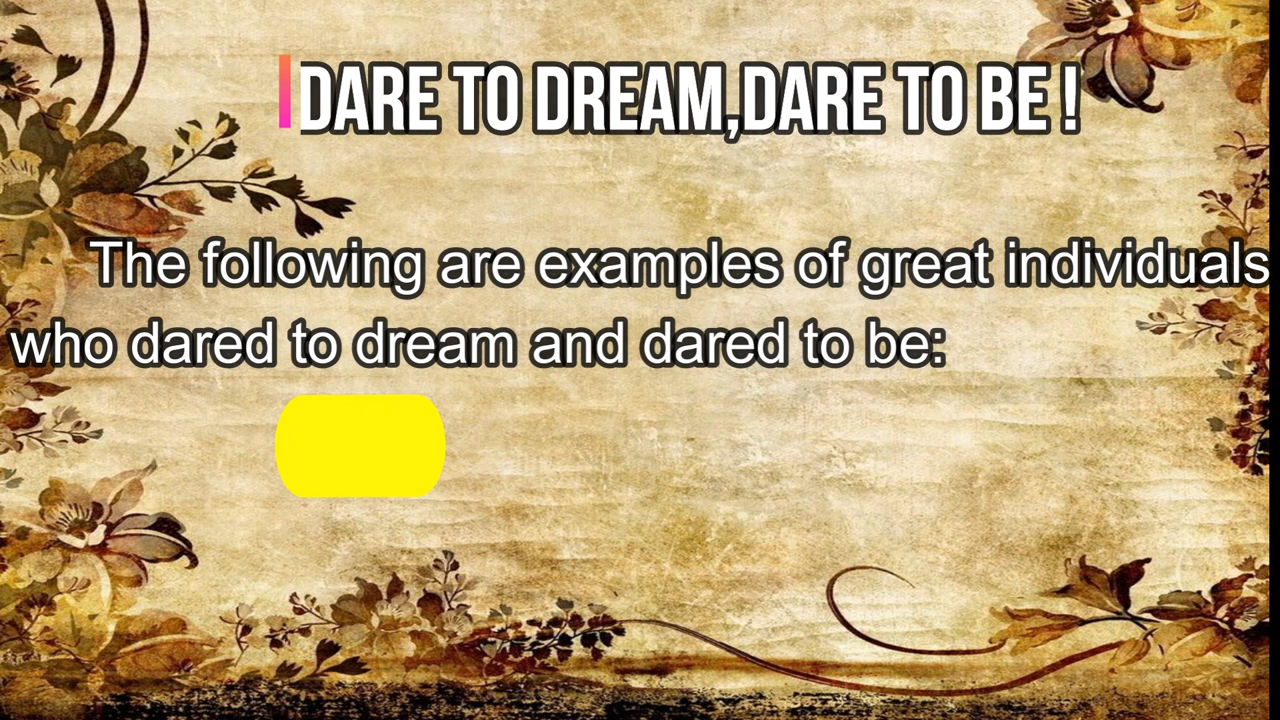 DARE TO DREAM,DARE TO BE !
The following are examples of great individuals
who dared to dream and dared to be: